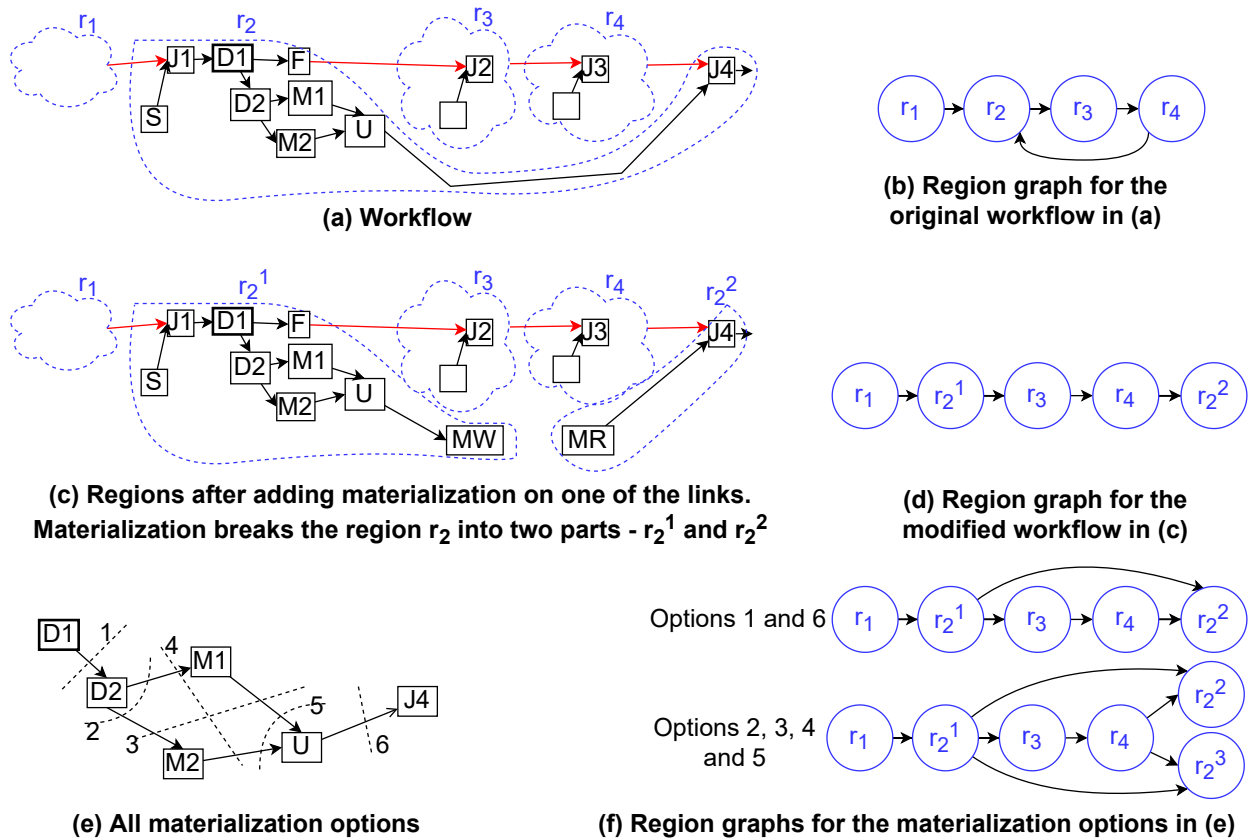 r1 r2 r3 r4
J1 D1 F J2 J3 J4
S D2 M1 M2 U
(a) Workflow
r1 r2 r3 r4
(b) Region graph for the
original workflow in (a)
r1 r2^1 r3 r4 r2^2
J1 D1 F J2 J3 J4
S D2 M1 M2 U
MW MR
(c) Regions after adding materialization on one of the links.
Materialization breaks the region r2 into two parts - r2^1 and r2^2
r1 r2^1 r3 r4 r2^2
(d) Region graph for the
modified workflow in (c)
D1 1 4 M1
D2 5 J4
2 3 M2 U 6
(e) All materialization options
Options 1 and 6 r1 r2^1 r3 r4 r2^2
Options 2, 3, 4
and 5
r1 r2^1 r3 r4 r2^2
r2^3
(f) Region graphs for the materialization options in (e)